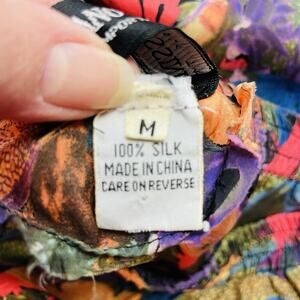 M
100% SILK
MADE IN CHINA
CARE ON REVERSE